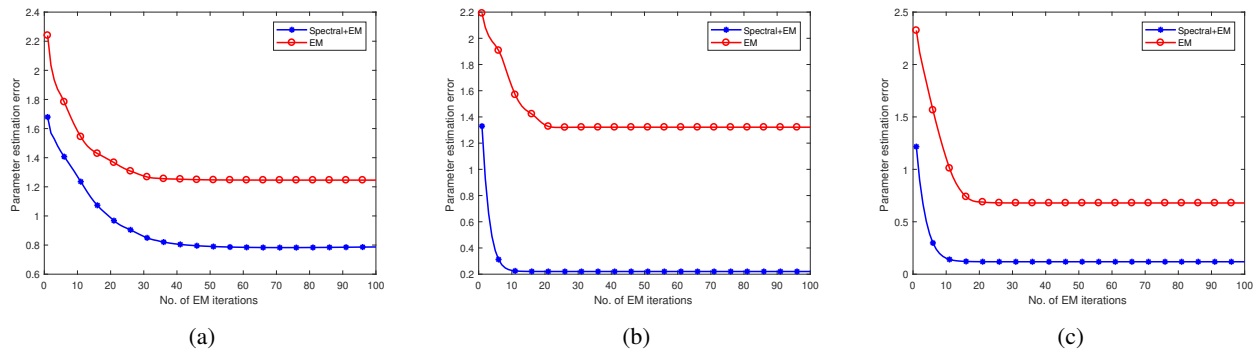 2.4
2.2
2
1.8
1.6
1.4
1.2
1
0.8
0.6
Parameter estimation error
0 10 20 30 40 50 60 70 80 90 100
No. of EM iterations
Spectral+EM
EM
(a)
2.2
2
1.8
1.6
1.4
1.2
1
0.8
0.6
0.4
0.2
Parameter estimation error
0 10 20 30 40 50 60 70 80 90 100
No. of EM iterations
Spectral+EM
EM
(b)
2.5
2
1.5
1
0.5
0
Parameter estimation error
0 10 20 30 40 50 60 70 80 90 100
No. of EM iterations
Spectral+EM
EM
(c)